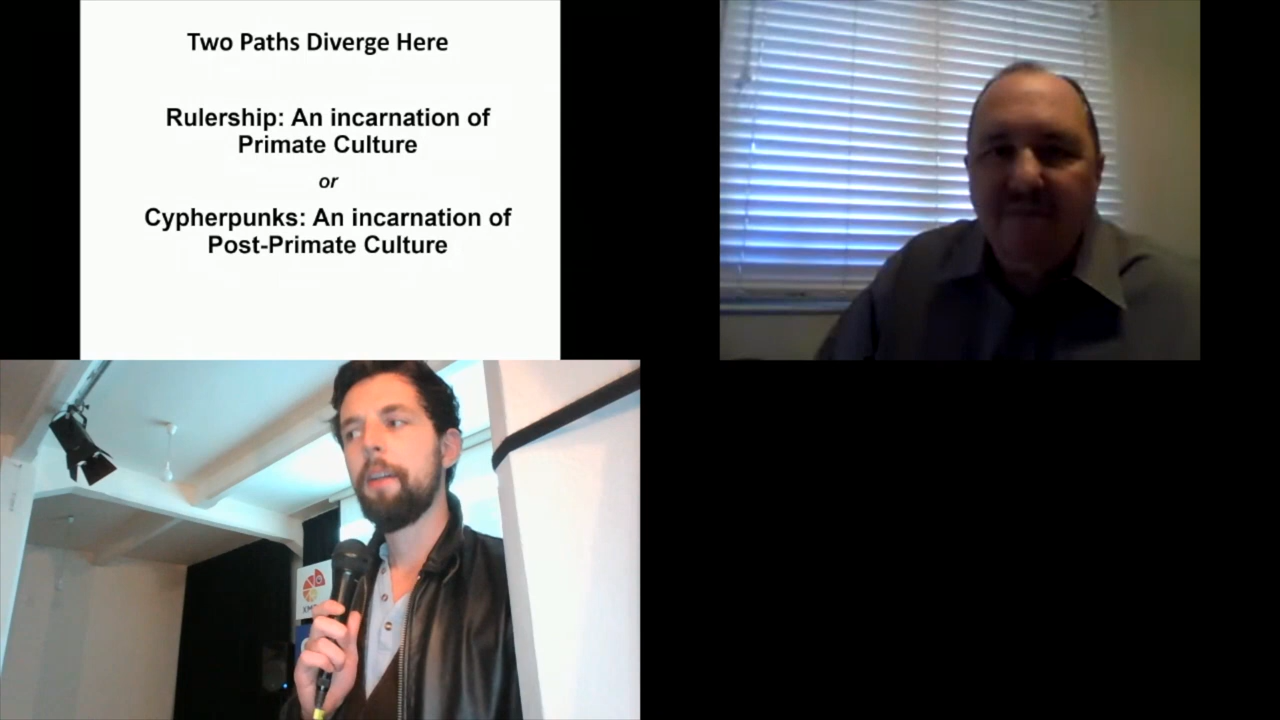 Two Paths Diverge Here
Rulership: An incarnation of
Primate Culture
or
Cypherpunks: An incarnation of
Post-Primate Culture